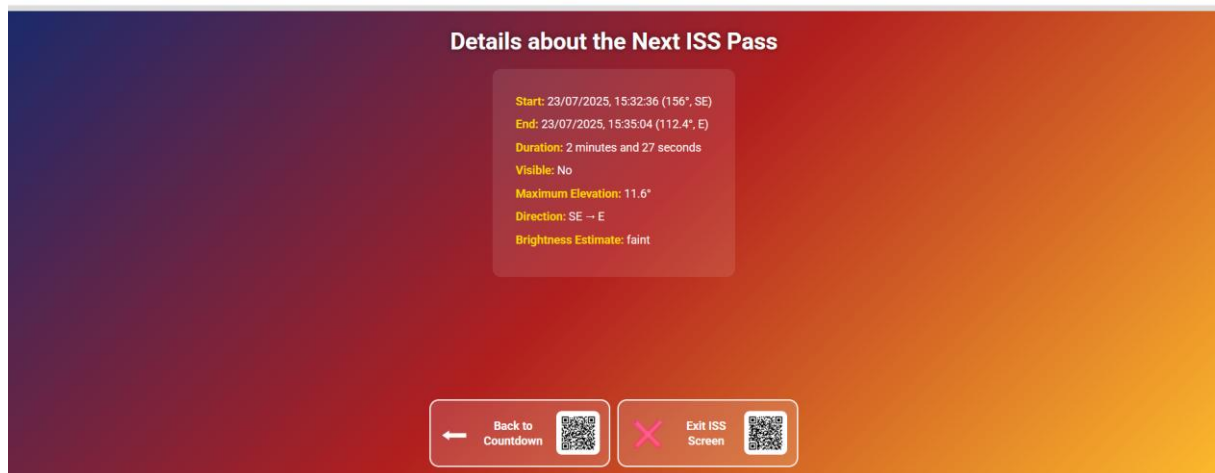 Details about the Next ISS Pass
Start: 23/07/2025, 15:32:36 (156°, SE)
End: 23/07/2025, 15:35:04 (112.4°, E)
Duration: 2 minutes and 27 seconds
Visible: No
Maximum Elevation: 11.6°
Direction: SE → E
Brightness Estimate: faint
Back to
Countdown
Exit ISS
Screen